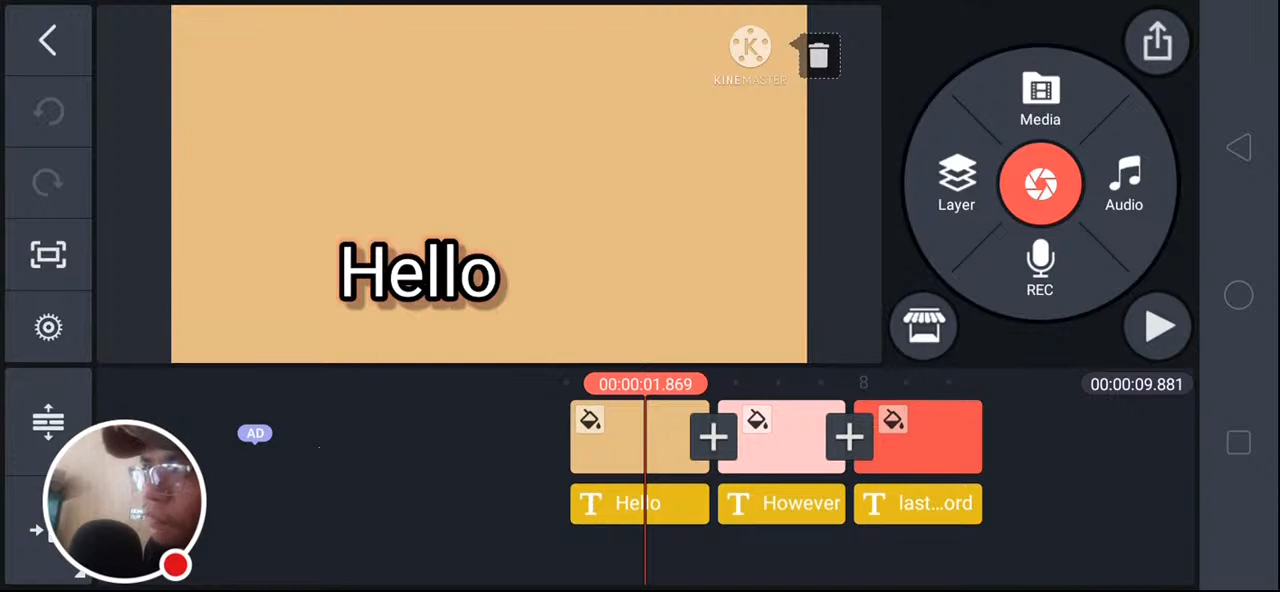 KINEMASTER
Hello
Media
Layer
Audio
REC
00:00:01.869
8
00:00:09.881
AD
T Hello
T However
T last...ord